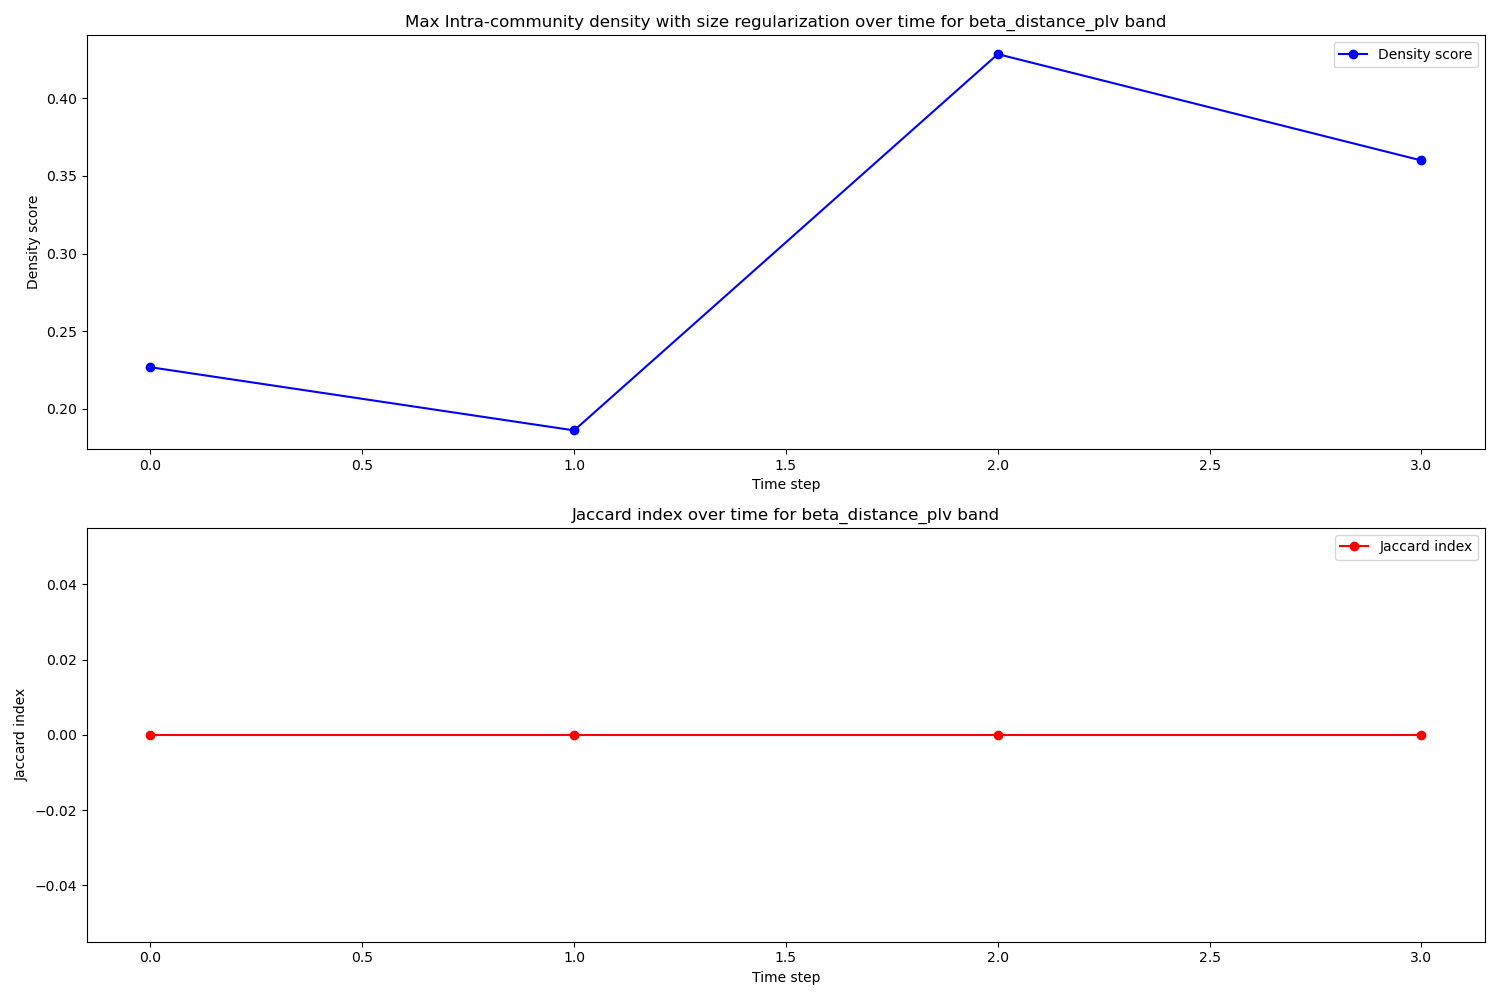 Max Intra-community density with size regularization over time for beta_distance_plv band
Density score
0.40
0.35
0.30
0.25
0.20
Density score
0.0 0.5 1.0 1.5 2.0 2.5 3.0
Time step
Jaccard index over time for beta_distance_plv band
Jaccard index
0.04
0.02
0.00
−0.02
−0.04
Jaccard index
0.0 0.5 1.0 1.5 2.0 2.5 3.0
Time step